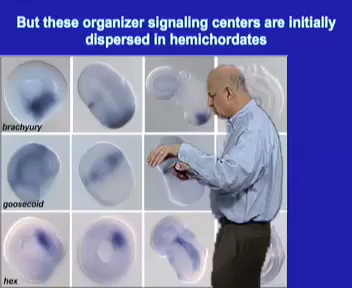 But these organizer signaling centers are initially
dispersed in hemichordates
brachyury
goosecoid
hex